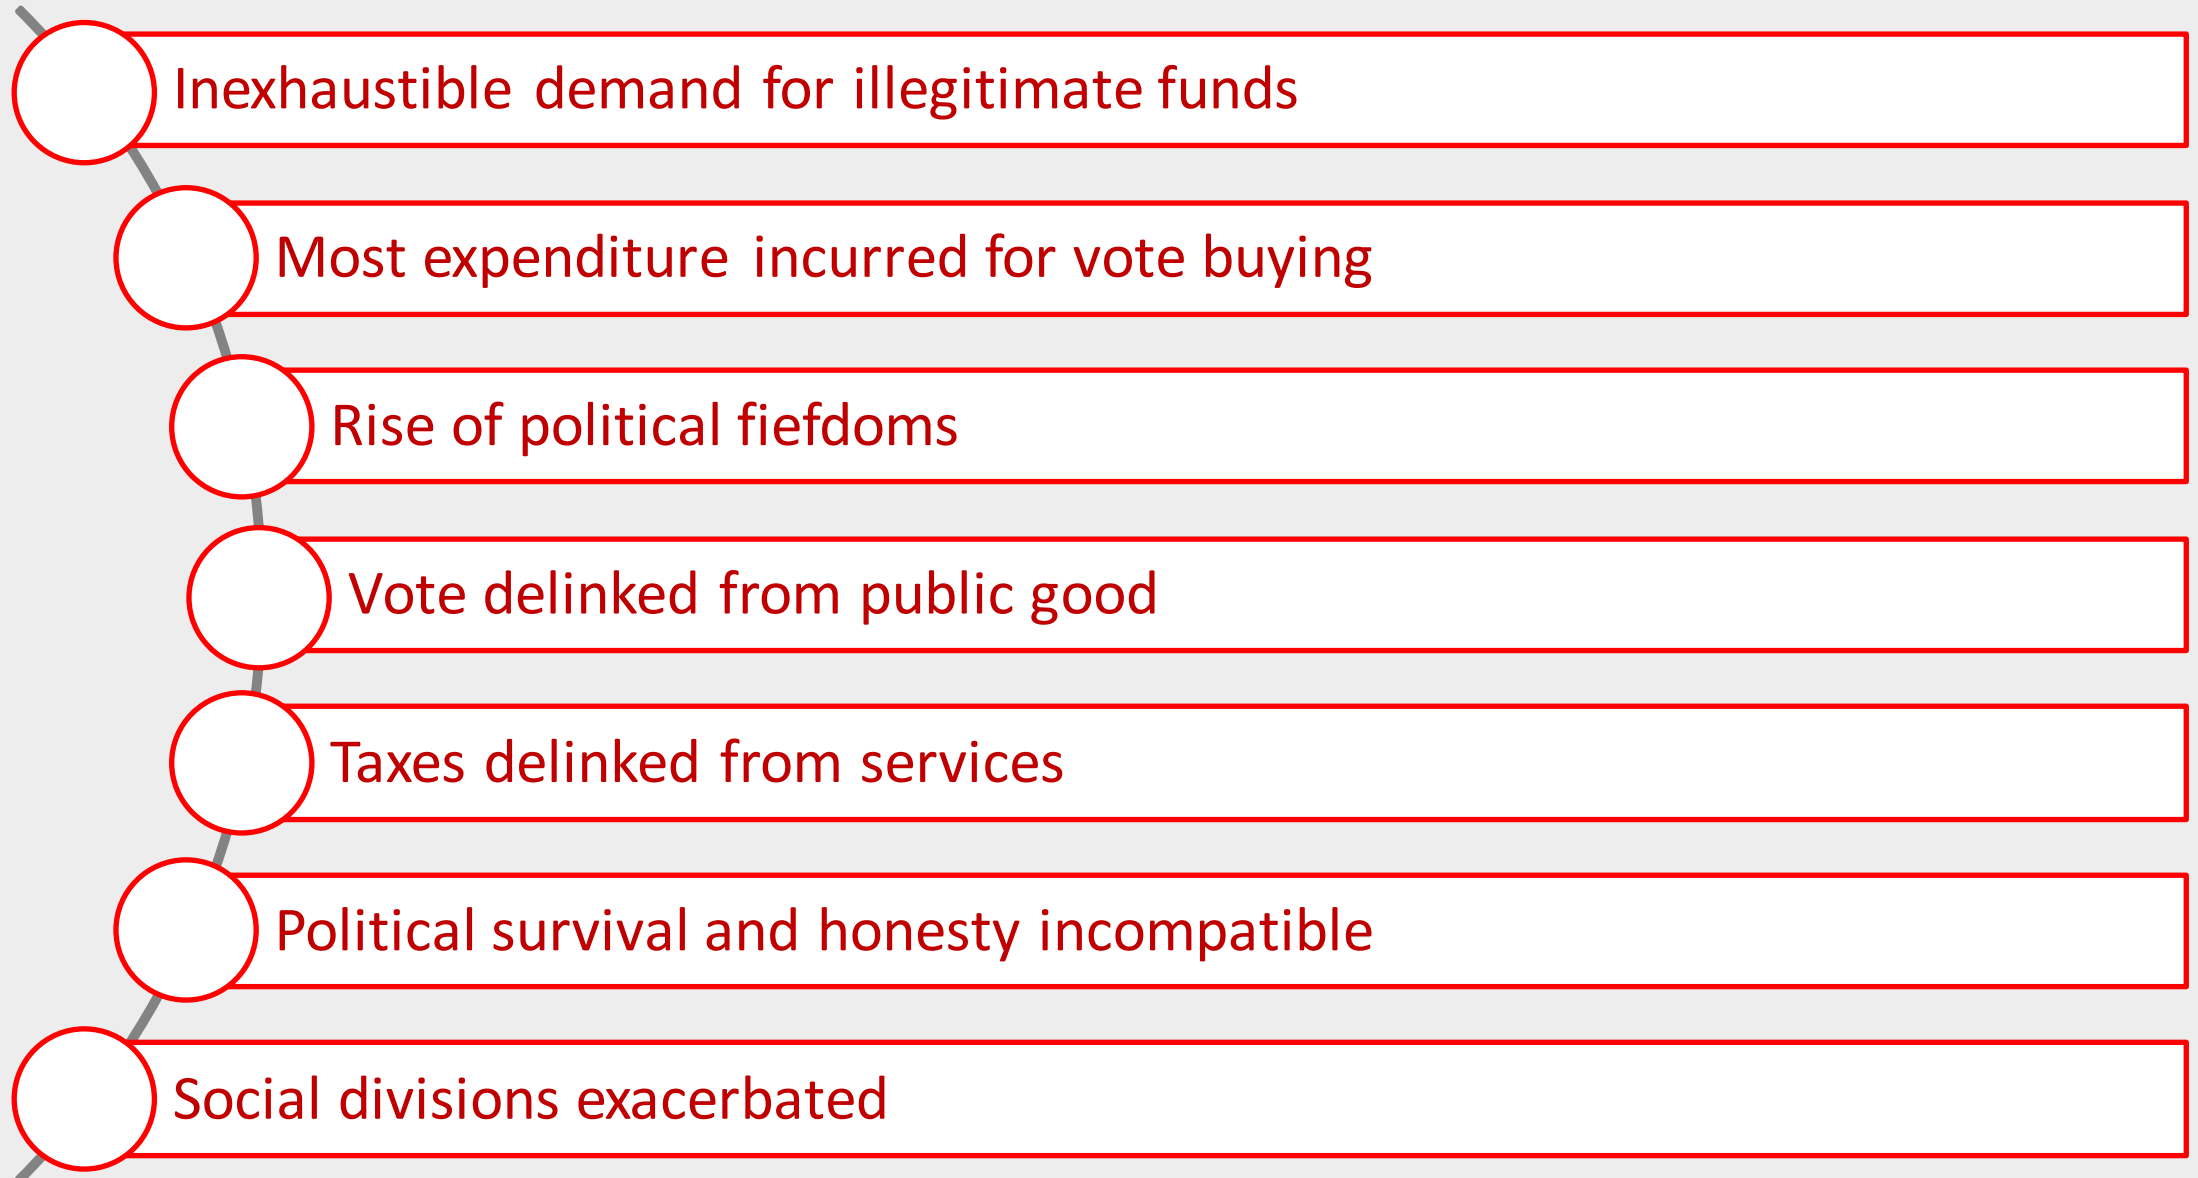 Inexhaustible demand for illegitimate funds
Most expenditure incurred for vote buying
Rise of political fiefdoms
Vote delinked from public good
Taxes delinked from services
Political survival and honesty incompatible
Social divisions exacerbated